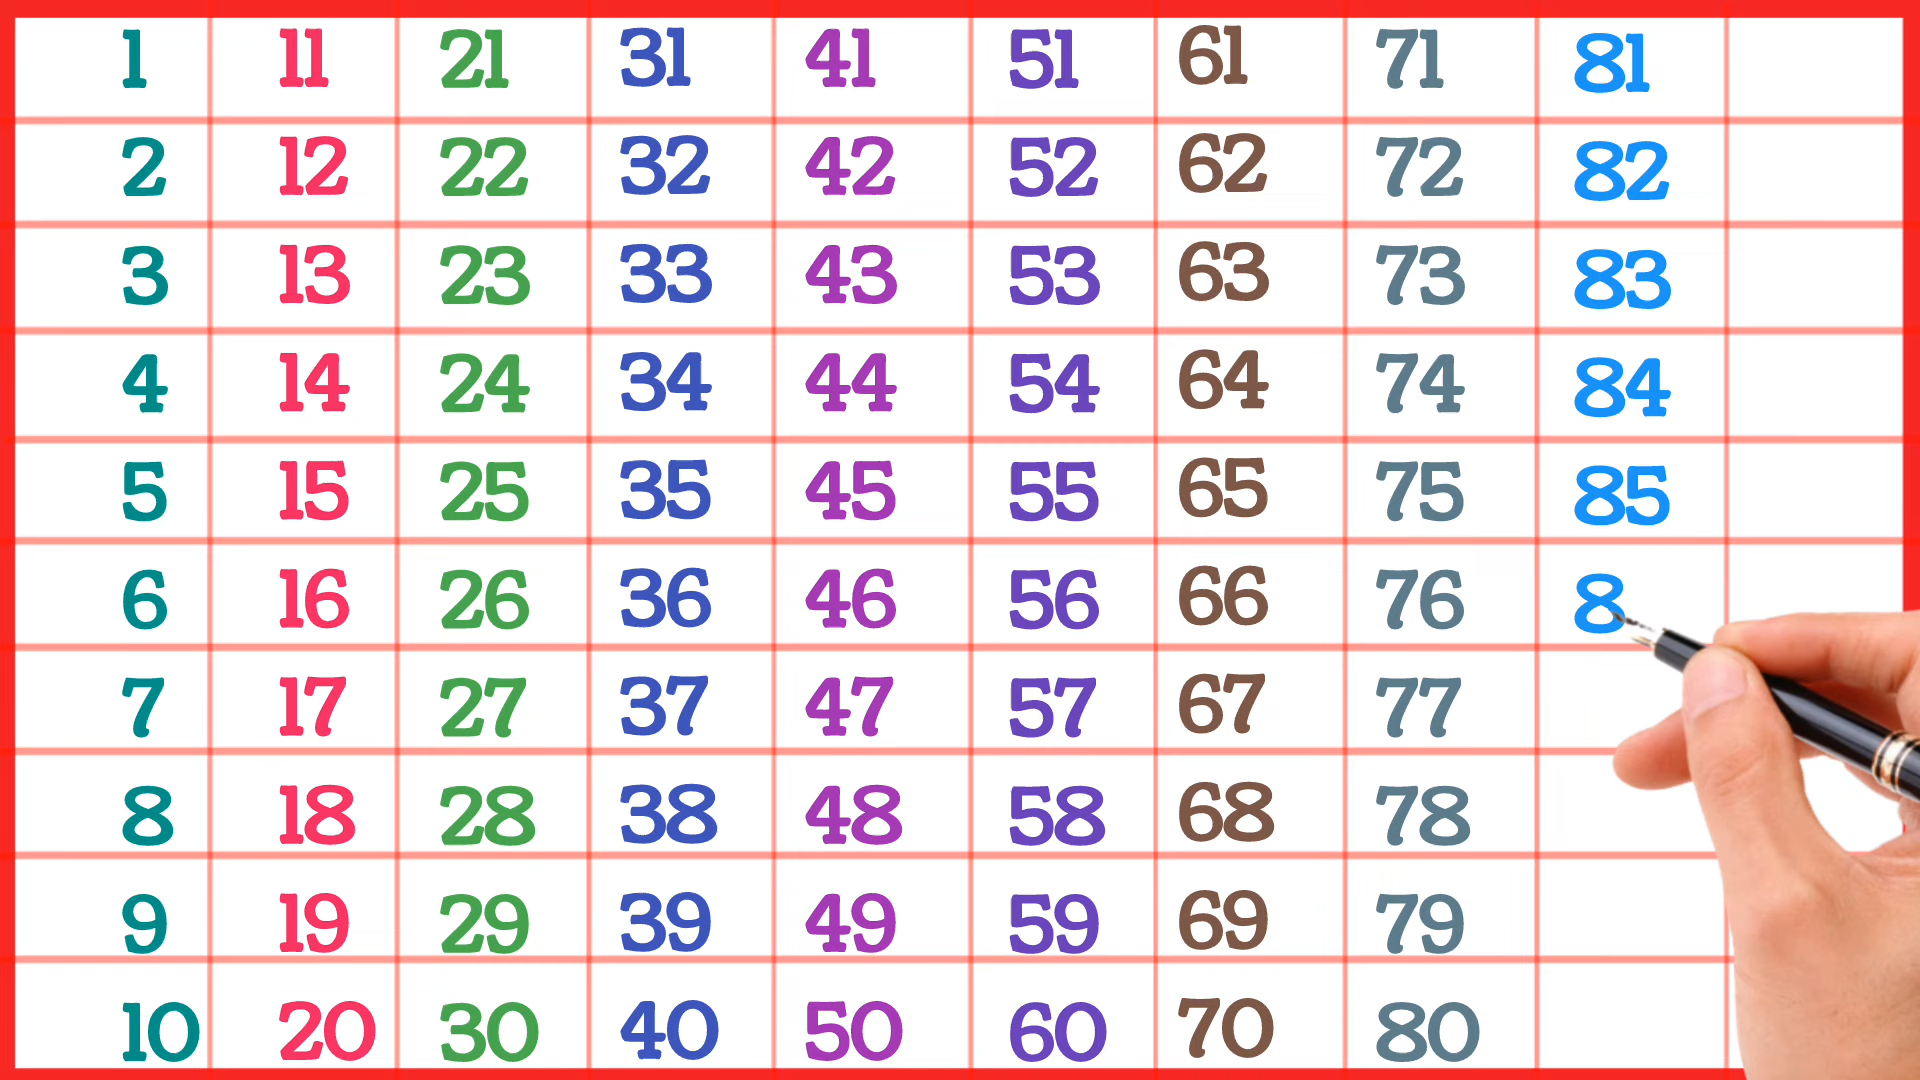 1 11 21 31 41 51 61 71 81
2 12 22 32 42 52 62 72 82
3 13 23 33 43 53 63 73 83
4 14 24 34 44 54 64 74 84
5 15 25 35 45 55 65 75 85
6 16 26 36 46 56 66 76 8
7 17 27 37 47 57 67 77
8 18 28 38 48 58 68 78
9 19 29 39 49 59 69 79
10 20 30 40 50 60 70 80